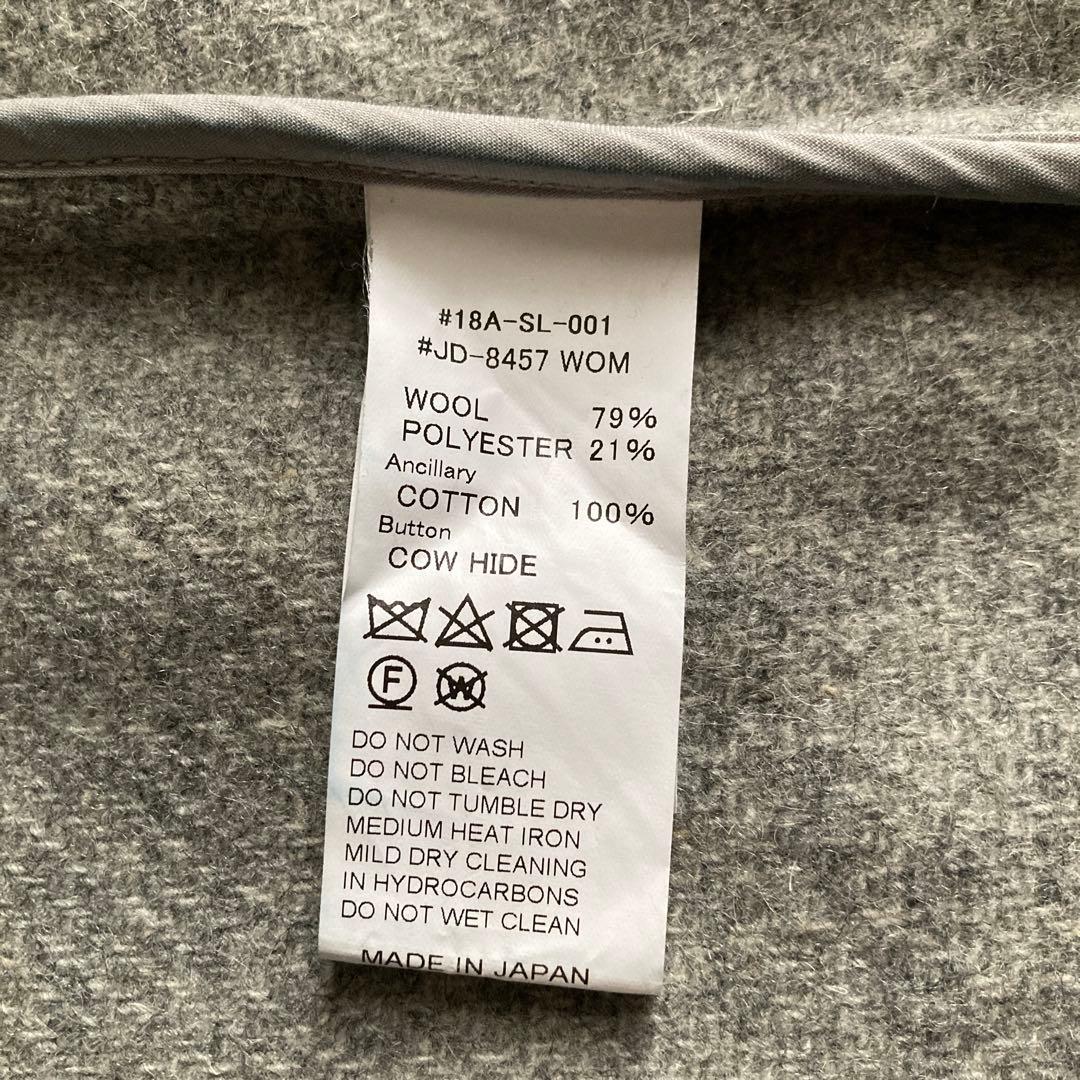 #18A-SL-001
#JD-8457 WOM
WOOL 79%
POLYESTER 21%
Ancillary
COTTON 100%
Button
COW HIDE
F W
DO NOT WASH
DO NOT BLEACH
DO NOT TUMBLE DRY
MEDIUM HEAT IRON
MILD DRY CLEANING
IN HYDROCARBONS
DO NOT WET CLEAN
MADE IN JAPAN